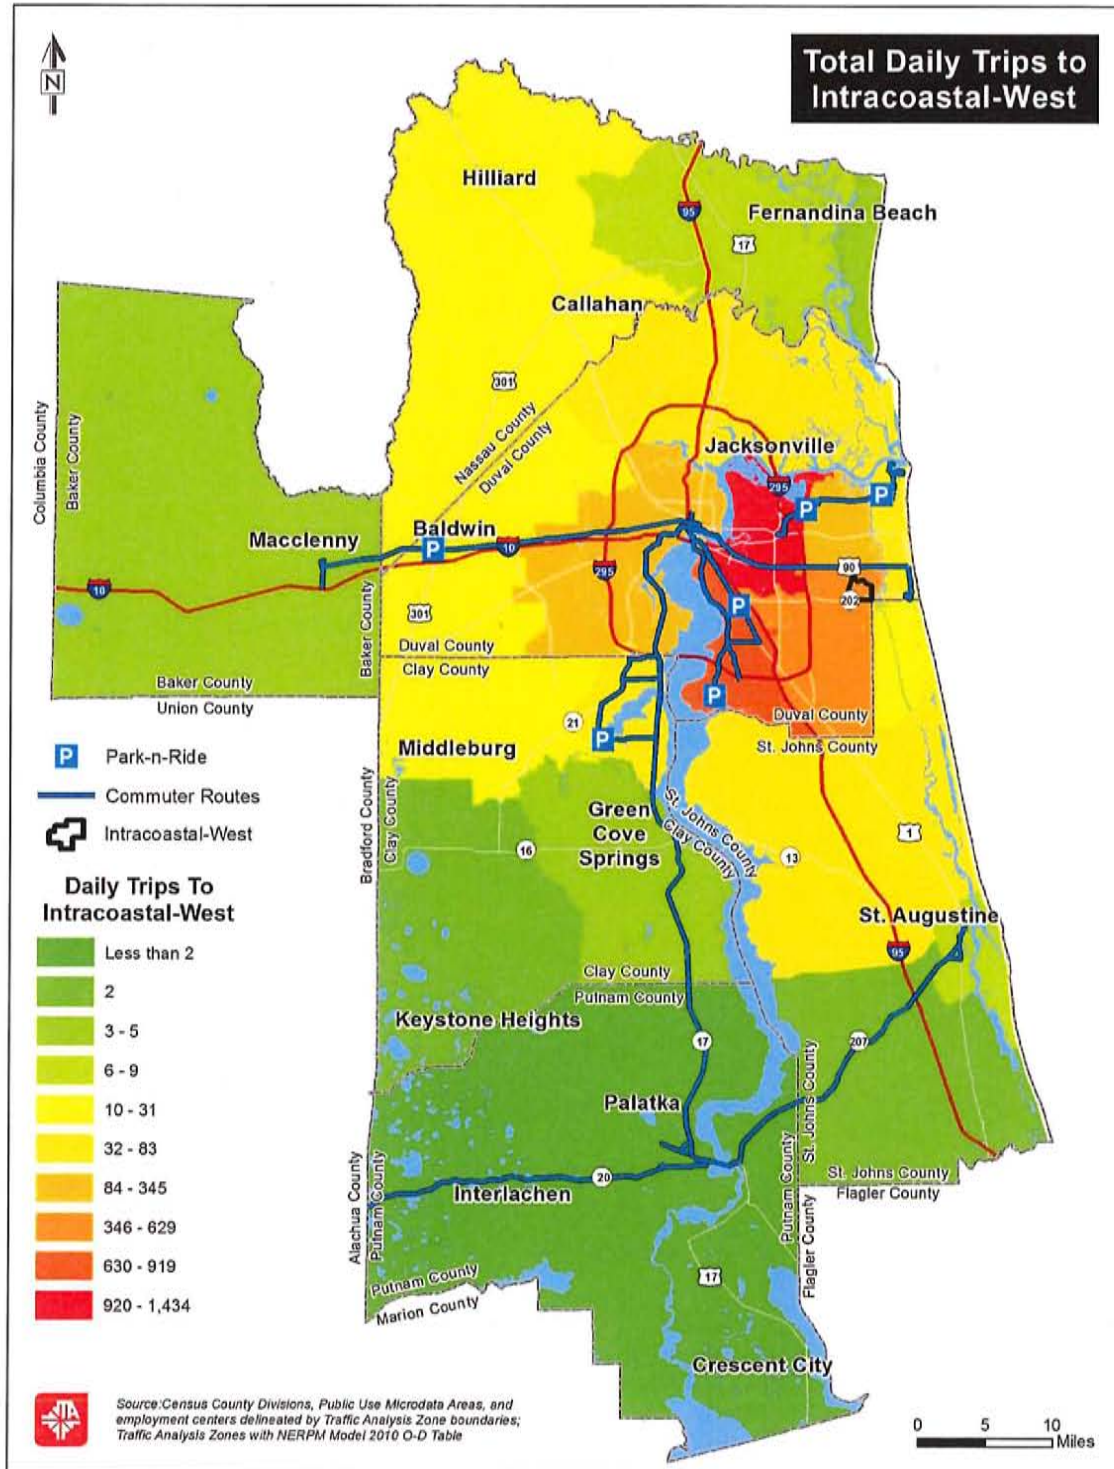 Total Daily Trips to
Intracoastal-West
N
Hilliard
95
Fernandina Beach
17
Callahan
301
Nassau County
Duval County
Columbia County
Baker County
Jacksonville
295
P
P
Macclenny
Baldwin
P
10
90
10
295
202
301
P
Baker County
Duval County
Clay County
Baker County
Union County
P
Duval County
St. Johns County
21
P
Middleburg
P
Park-n-Ride
Commuter Routes
Intracoastal-West
Bradford County
Clay County
Green
Cove
Springs
St. Johns County
Clay County
16
13
1
Daily Trips To
Intracoastal-West
Less than 2
2
3 - 5
6 - 9
10 - 31
32 - 83
84 - 345
346 - 629
630 - 919
920 - 1,434
St. Augustine
95
Clay County
Putnam County
Keystone Heights
17
207
Palatka
Putnam County
St. Johns County
Flagler County
St. Johns County
Flagler County
Alachua County
Putnam County
Interlachen
20
17
Putnam County
Marion County
Crescent City
JTA
Source:Census County Divisions, Public Use Microdata Areas, and
employment centers delineated by Traffic Analysis Zone boundaries;
Traffic Analysis Zones with NERPM Model 2010 O-D Table
0 5 10
Miles